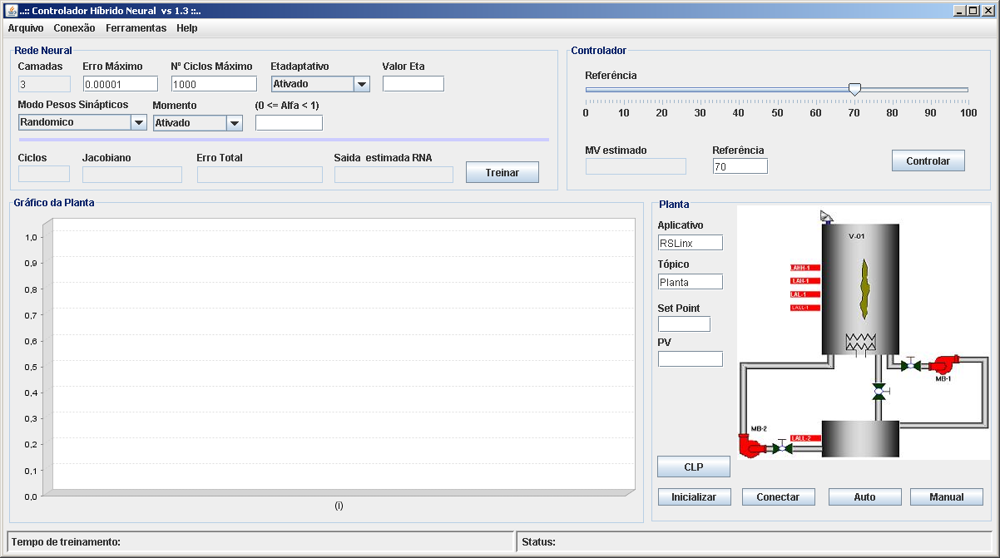 ..:: Controlador Híbrido Neural vs 1.3 ::..
Arquivo Conexão Ferramentas Help
Rede Neural
Camadas Erro Máximo Nº Ciclos Máximo Etadaptativo Valor Eta
3 0.00001 1000 Ativado
Modo Pesos Sinápticos Momento (0 <= Alfa < 1)
Randomico Ativado
Ciclos Jacobiano Erro Total Saida estimada RNA
Treinar
Controlador
Referência
0 10 20 30 40 50 60 70 80 90 100
MV estimado Referência
70
Controlar
Gráfico da Planta
1,0
0,9
0,8
0,7
0,6
0,5
0,4
0,3
0,2
0,1
0,0
(i)
Planta
Aplicativo
RSLinx
Tópico
Planta
Set Point
PV
V-01
LAHH-1
LAH-1
LAL-1
LALL-1
MB-1
MB-2
LALL-2
CLP
Inicializar Conectar Auto Manual
Tempo de treinamento: Status: